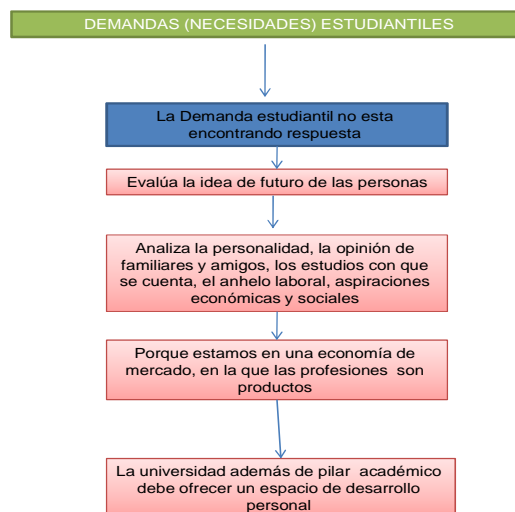 DEMANDAS (NECESIDADES) ESTUDIANTILES
La Demanda estudiantil no esta
encontrando respuesta
Evalúa la idea de futuro de las personas
Analiza la personalidad, la opinión de
familiares y amigos, los estudios con que
se cuenta, el anhelo laboral, aspiraciones
económicas y sociales
Porque estamos en una economía de
mercado, en la que las profesiones son
productos
La universidad además de pilar académico
debe ofrecer un espacio de desarrollo
personal